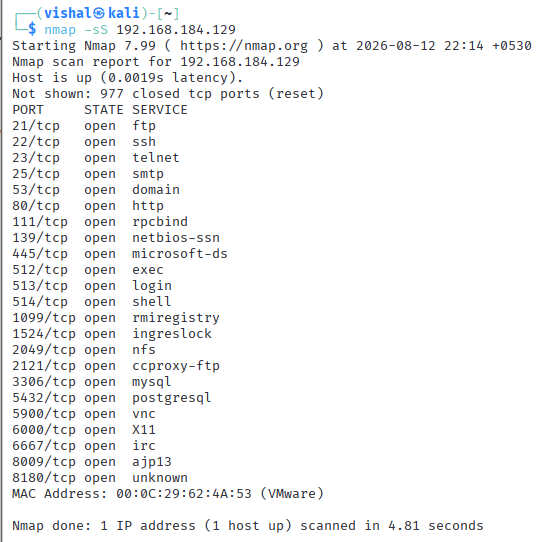 ┌──(vishal㉿kali)-[~]
└─$ nmap -sS 192.168.184.129
Starting Nmap 7.99 ( https://nmap.org ) at 2026-08-12 22:14 +0530
Nmap scan report for 192.168.184.129
Host is up (0.0019s latency).
Not shown: 977 closed tcp ports (reset)
PORT     STATE SERVICE
21/tcp   open  ftp
22/tcp   open  ssh
23/tcp   open  telnet
25/tcp   open  smtp
53/tcp   open  domain
80/tcp   open  http
111/tcp  open  rpcbind
139/tcp  open  netbios-ssn
445/tcp  open  microsoft-ds
512/tcp  open  exec
513/tcp  open  login
514/tcp  open  shell
1099/tcp open  rmiregistry
1524/tcp open  ingreslock
2049/tcp open  nfs
2121/tcp open  ccproxy-ftp
3306/tcp open  mysql
5432/tcp open  postgresql
5900/tcp open  vnc
6000/tcp open  X11
6667/tcp open  irc
8009/tcp open  ajp13
8180/tcp open  unknown
MAC Address: 00:0C:29:62:4A:53 (VMware)

Nmap done: 1 IP address (1 host up) scanned in 4.81 seconds